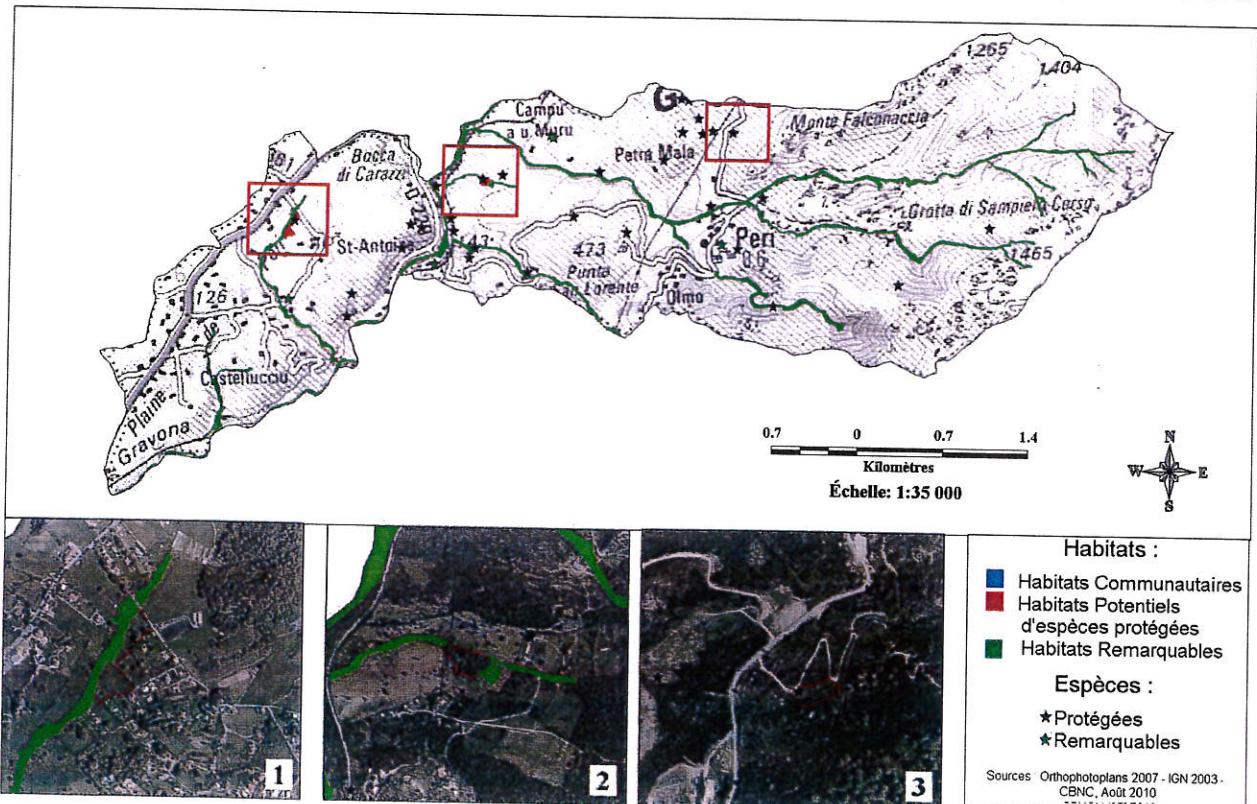 1265
1404
G
Campu
a u Muru
Monte Falconaccia
Petra Mala
Bocca
di Carazzi
Grotta di Sampiero Corso
St-Antoine
Peri
473
1465
Punta
Lorente
Olmo
126
Castellucciu
Plaine de
Gravona
0.7 0 0.7 1.4
Kilomètres
Échelle: 1:35 000
N
W E
S
1
2
3
Habitats :
Habitats Communautaires
Habitats Potentiels
d'espèces protégées
Habitats Remarquables
Espèces :
Protégées
Remarquables
Sources Orthophotoplans 2007 - IGN 2003 -
CBNC, Août 2010